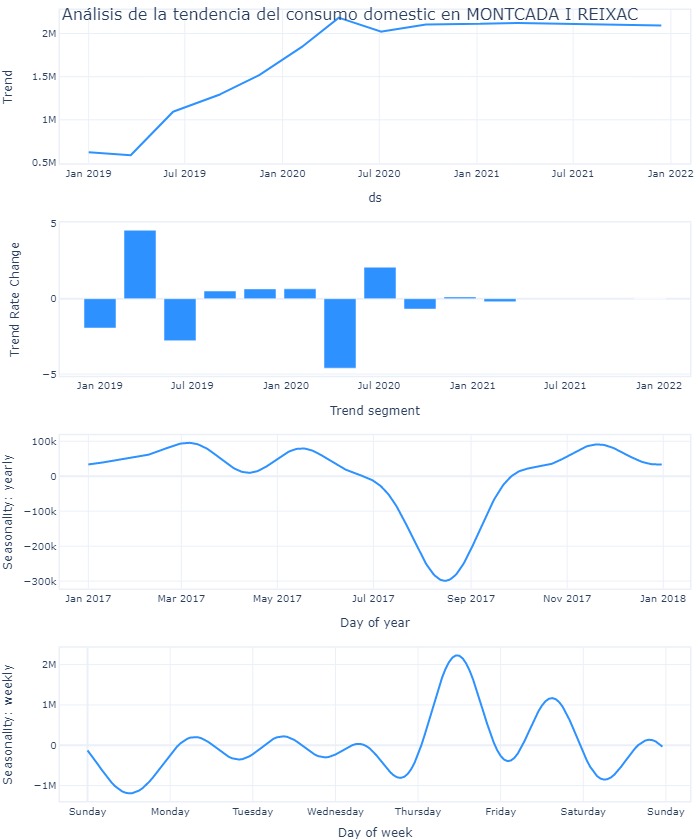 Análisis de la tendencia del consumo domestic en MONTCADA I REIXAC
Trend
2M
1.5M
1M
0.5M
Jan 2019 Jul 2019 Jan 2020 Jul 2020 Jan 2021 Jul 2021 Jan 2022
ds
Trend Rate Change
5
0
−5
Jan 2019 Jul 2019 Jan 2020 Jul 2020 Jan 2021 Jul 2021 Jan 2022
Trend segment
Seasonality: yearly
100k
0
−100k
−200k
−300k
Jan 2017 Mar 2017 May 2017 Jul 2017 Sep 2017 Nov 2017 Jan 2018
Day of year
Seasonality: weekly
2M
1M
0
−1M
Sunday Monday Tuesday Wednesday Thursday Friday Saturday Sunday
Day of week